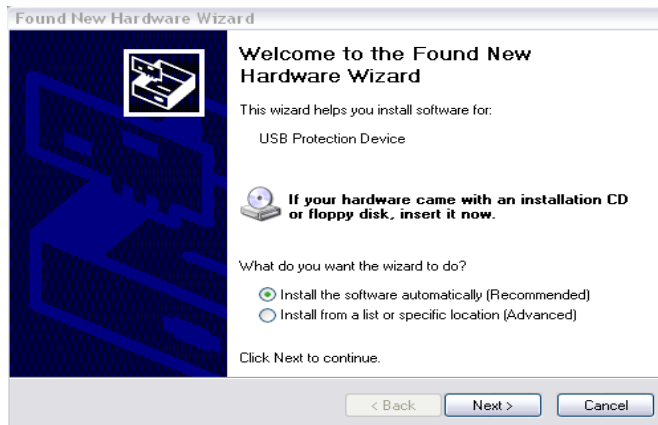 Found New Hardware Wizard
Welcome to the Found New
Hardware Wizard
This wizard helps you install software for:
USB Protection Device
If your hardware came with an installation CD
or floppy disk, insert it now.
What do you want the wizard to do?
Install the software automatically (Recommended)
Install from a list or specific location (Advanced)
Click Next to continue.
< Back Next > Cancel